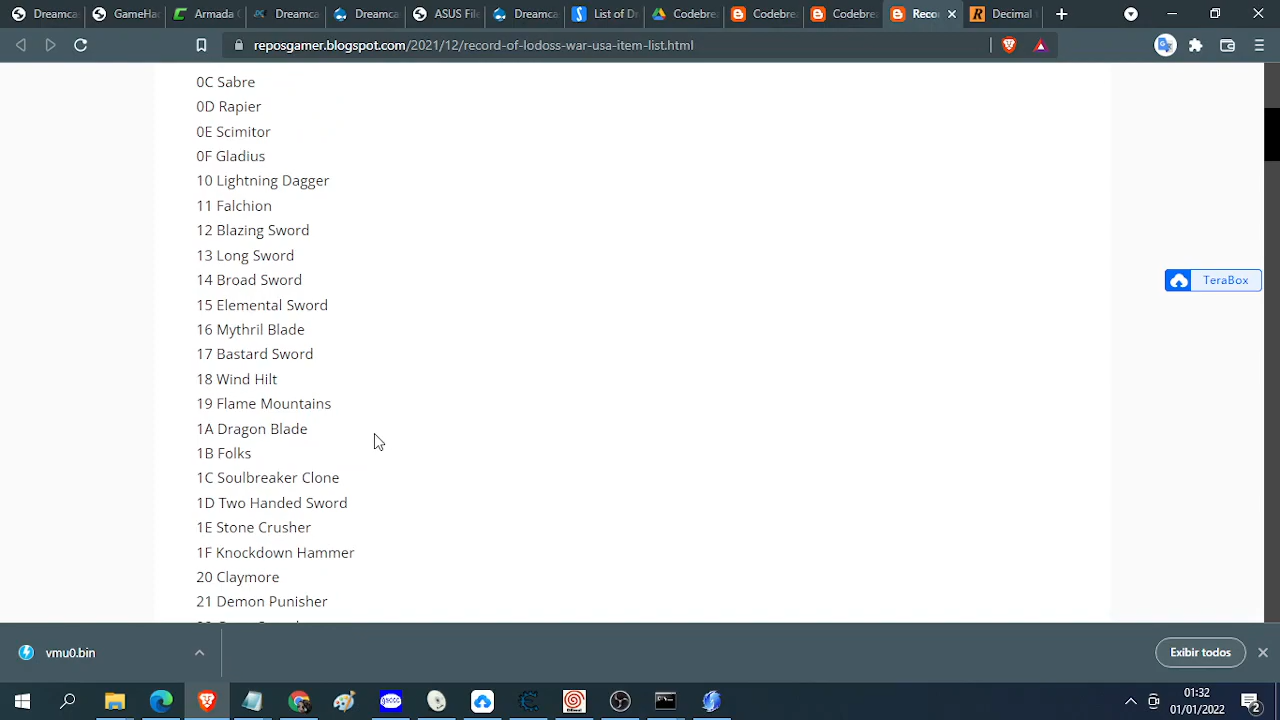 Dreamca
GameHa
Armada
Dreamca
Dreamca
ASUS File
Dreamca
List of Dr
Codebre
Codebre
Codebre
Reco
Decimal
reposgamer.blogspot.com/2021/12/record-of-lodoss-war-usa-item-list.html
0C Sabre
0D Rapier
0E Scimitor
0F Gladius
10 Lightning Dagger
11 Falchion
12 Blazing Sword
13 Long Sword
14 Broad Sword
TeraBox
15 Elemental Sword
16 Mythril Blade
17 Bastard Sword
18 Wind Hilt
19 Flame Mountains
1A Dragon Blade
1B Folks
1C Soulbreaker Clone
1D Two Handed Sword
1E Stone Crusher
1F Knockdown Hammer
20 Claymore
21 Demon Punisher
vmu0.bin
Exibir todos
01:32
01/01/2022
2